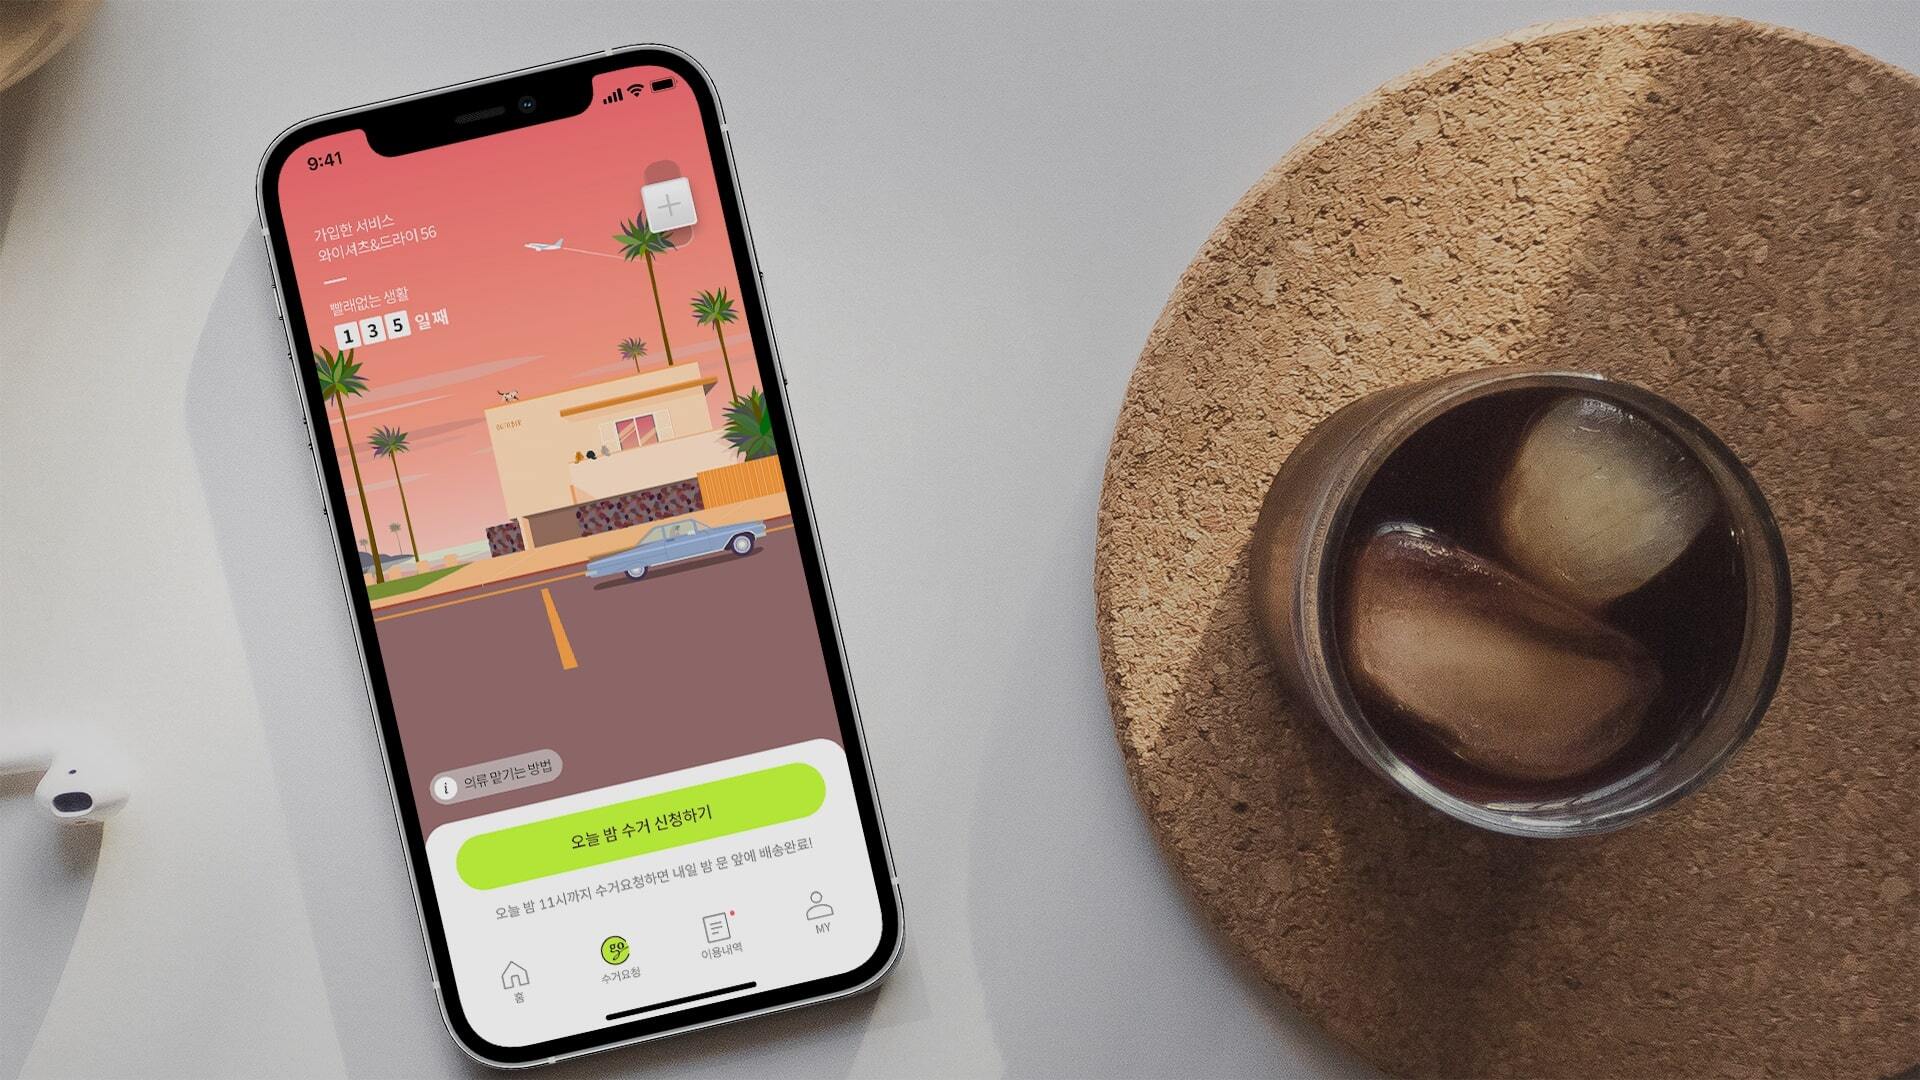 9:41
가입한 서비스
와이셔츠&드라이 56
빨래없는 생활
135일째
OCTOBER
i 의류 맡기는 방법
오늘 밤 수거 신청하기
오늘 밤 11시까지 수거요청하면 내일 밤 문 앞에 배송완료!
홈
go
수거요청
이용내역
MY